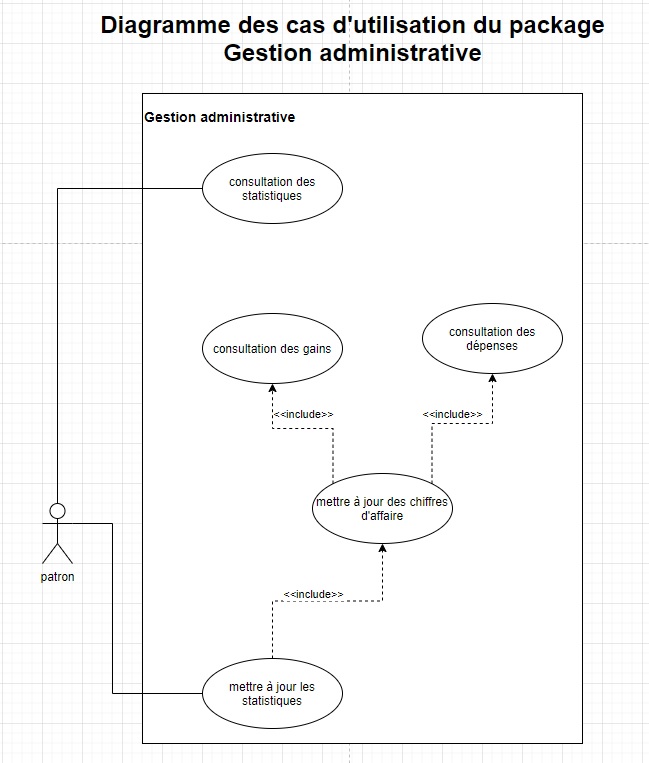 Diagramme des cas d'utilisation du package
Gestion administrative
Gestion administrative
consultation des
statistiques
consultation des gains
consultation des
dépenses
<<include>>
<<include>>
mettre à jour des chiffres
d'affaire
patron
<<include>>
mettre à jour les
statistiques